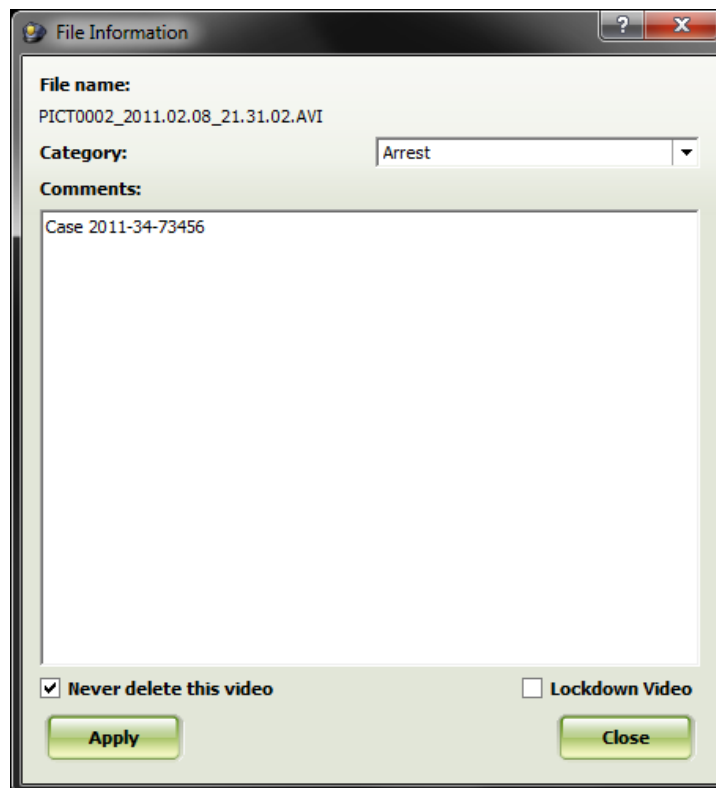 File Information
?
X
File name:
PICT0002_2011.02.08_21.31.02.AVI
Category:
Arrest
Comments:
Case 2011-34-73456
Never delete this video
Lockdown Video
Apply
Close